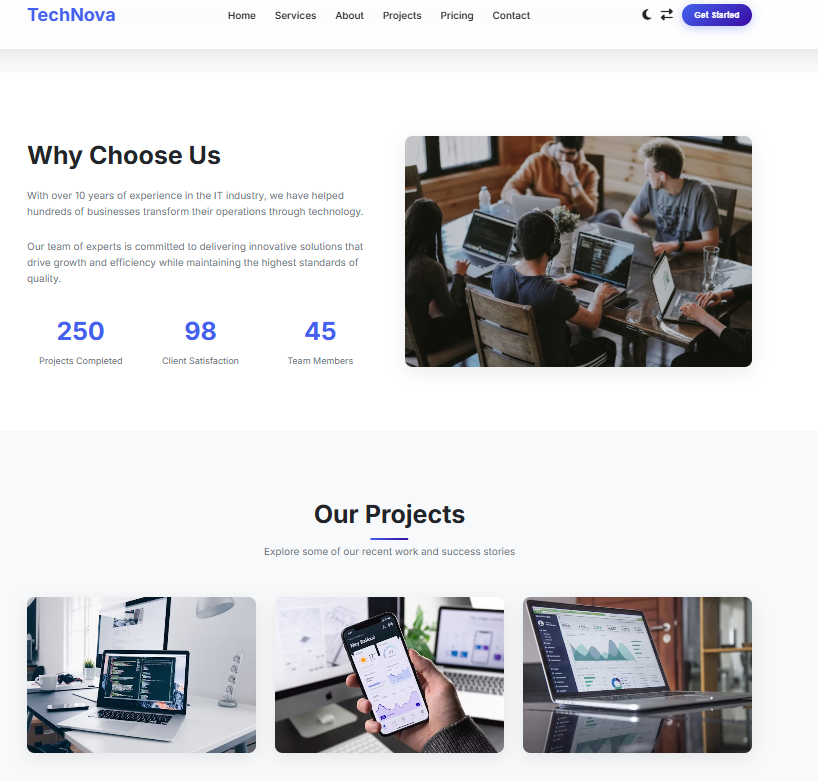 TechNova
Home Services About Projects Pricing Contact
Get Started
Why Choose Us
With over 10 years of experience in the IT industry, we have helped
hundreds of businesses transform their operations through technology.
Our team of experts is committed to delivering innovative solutions that
drive growth and efficiency while maintaining the highest standards of
quality.
250 98 45
Projects Completed Client Satisfaction Team Members
Our Projects
Explore some of our recent work and success stories